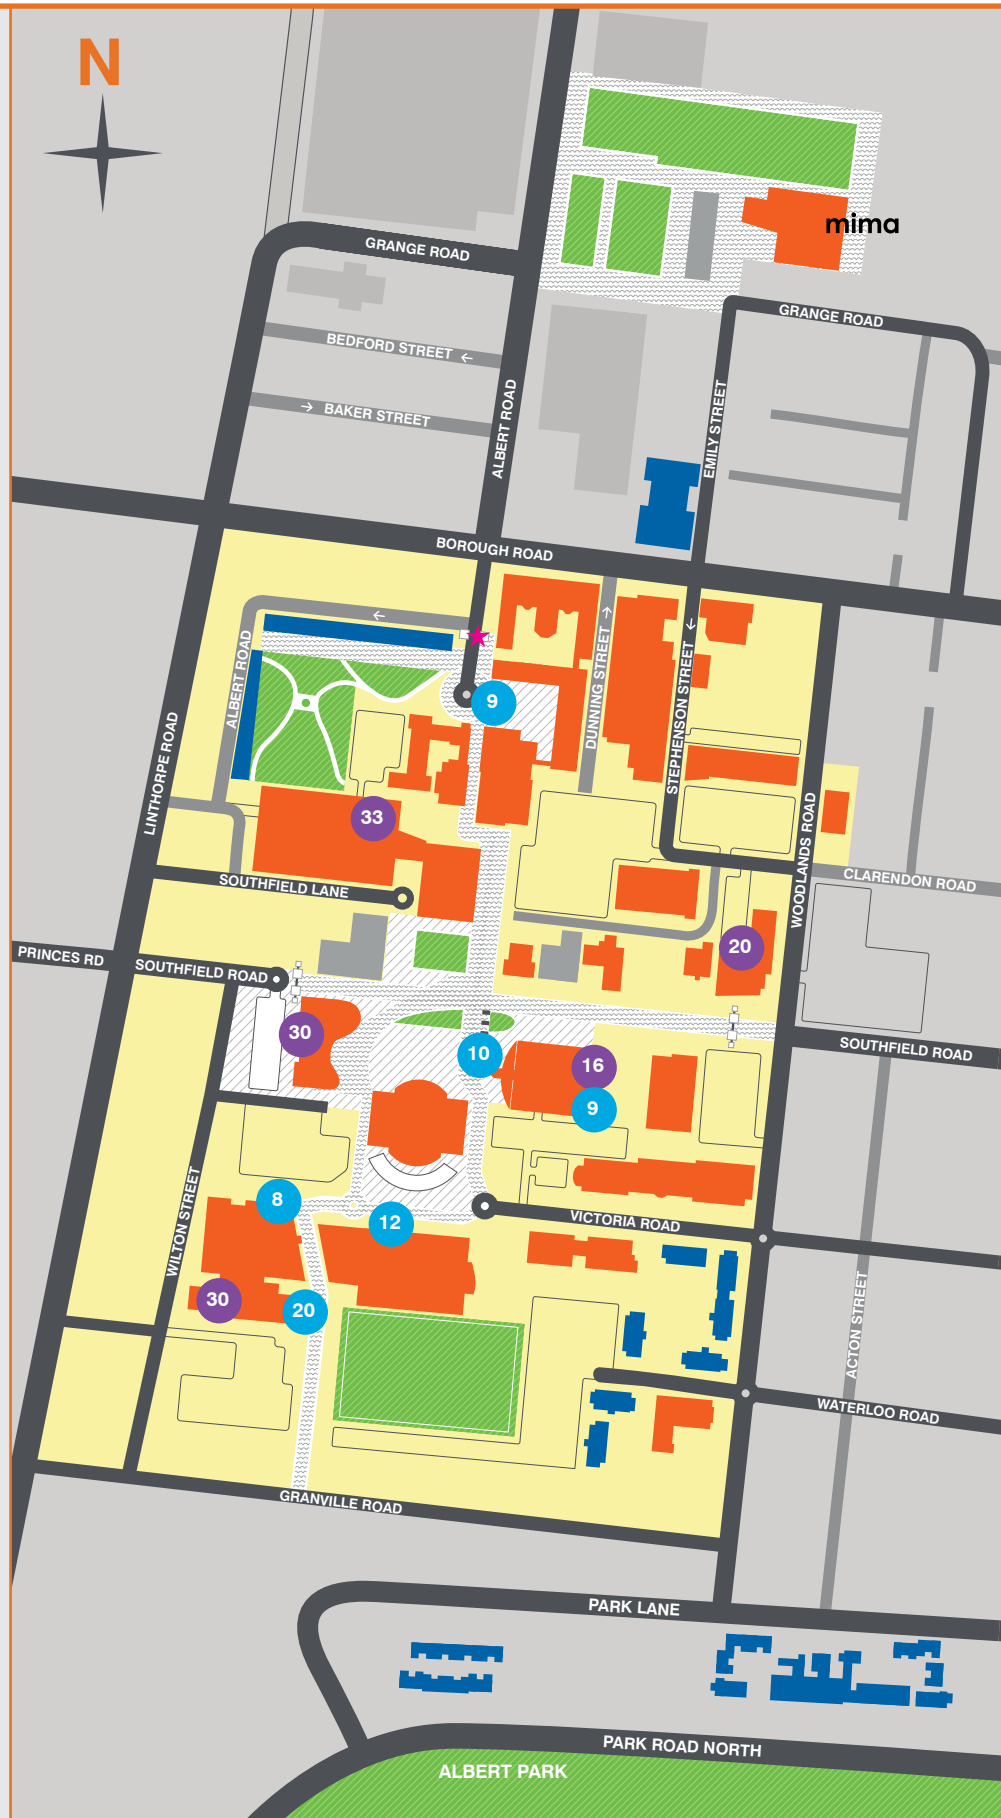 N
mima
GRANGE ROAD
GRANGE ROAD
BEDFORD STREET ←
→ BAKER STREET
ALBERT ROAD
EMILY STREET
BOROUGH ROAD
ALBERT ROAD
DUNNING STREET →
STEPHENSON STREET ←
9
LINTHORPE ROAD
33
WOODLANDS ROAD
CLARENDON ROAD
SOUTHFIELD LANE
20
PRINCES RD
SOUTHFIELD ROAD
30
10
16
SOUTHFIELD ROAD
9
WILTON STREET
8
12
VICTORIA ROAD
30
20
ACTON STREET
WATERLOO ROAD
GRANVILLE ROAD
PARK LANE
PARK ROAD NORTH
ALBERT PARK